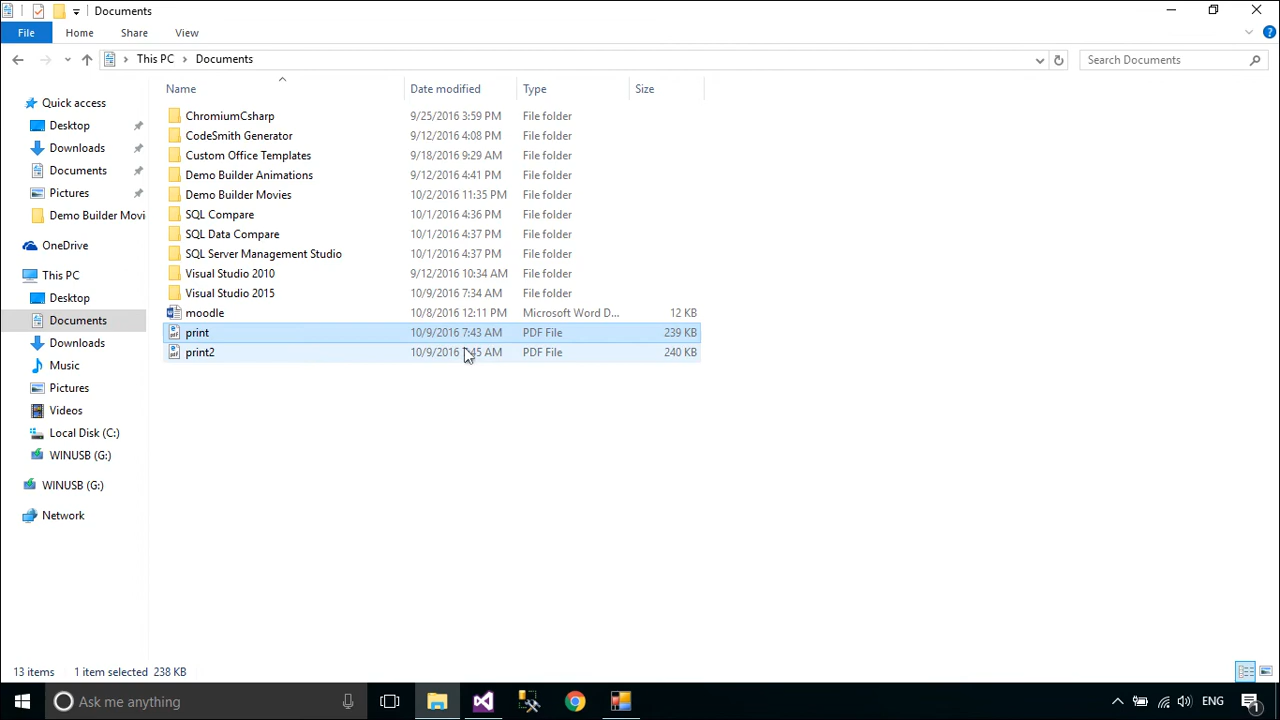 Documents
File Home Share View
This PC Documents Search Documents
Name Date modified Type Size
Quick access
Desktop
Downloads
Documents
Pictures
Demo Builder Movi
OneDrive
This PC
Desktop
Documents
Downloads
Music
Pictures
Videos
Local Disk (C:)
WINUSB (G:)
WINUSB (G:)
Network
ChromiumCsharp 9/25/2016 3:59 PM File folder
CodeSmith Generator 9/12/2016 4:08 PM File folder
Custom Office Templates 9/18/2016 9:29 AM File folder
Demo Builder Animations 9/12/2016 4:41 PM File folder
Demo Builder Movies 10/2/2016 11:35 PM File folder
SQL Compare 10/1/2016 4:36 PM File folder
SQL Data Compare 10/1/2016 4:37 PM File folder
SQL Server Management Studio 10/1/2016 4:37 PM File folder
Visual Studio 2010 9/12/2016 10:34 AM File folder
Visual Studio 2015 10/9/2016 7:34 AM File folder
moodle 10/8/2016 12:11 PM Microsoft Word D... 12 KB
print 10/9/2016 7:43 AM PDF File 239 KB
print2 10/9/2016 :45 AM PDF File 240 KB
13 items 1 item selected 238 KB
Ask me anything ENG 1